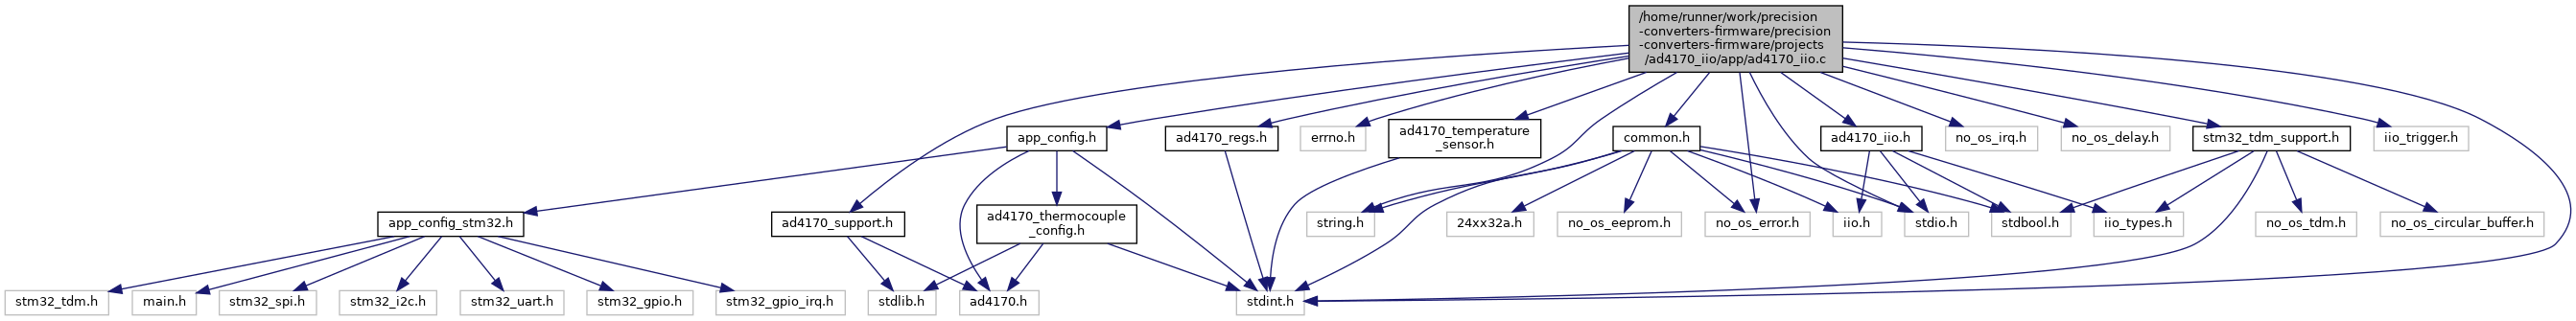 /home/runner/work/precision
-converters-firmware/precision
-converters-firmware/projects
/ad4170_iio/app/ad4170_iio.c
app_config.h
ad4170_regs.h
errno.h
ad4170_temperature
_sensor.h
common.h
ad4170_iio.h
no_os_irq.h
no_os_delay.h
stm32_tdm_support.h
iio_trigger.h
app_config_stm32.h
ad4170_support.h
ad4170_thermocouple
_config.h
string.h
24xx32a.h
no_os_eeprom.h
no_os_error.h
iio.h
stdio.h
stdbool.h
iio_types.h
no_os_tdm.h
no_os_circular_buffer.h
stm32_tdm.h
main.h
stm32_spi.h
stm32_i2c.h
stm32_uart.h
stm32_gpio.h
stm32_gpio_irq.h
stdlib.h
ad4170.h
stdint.h